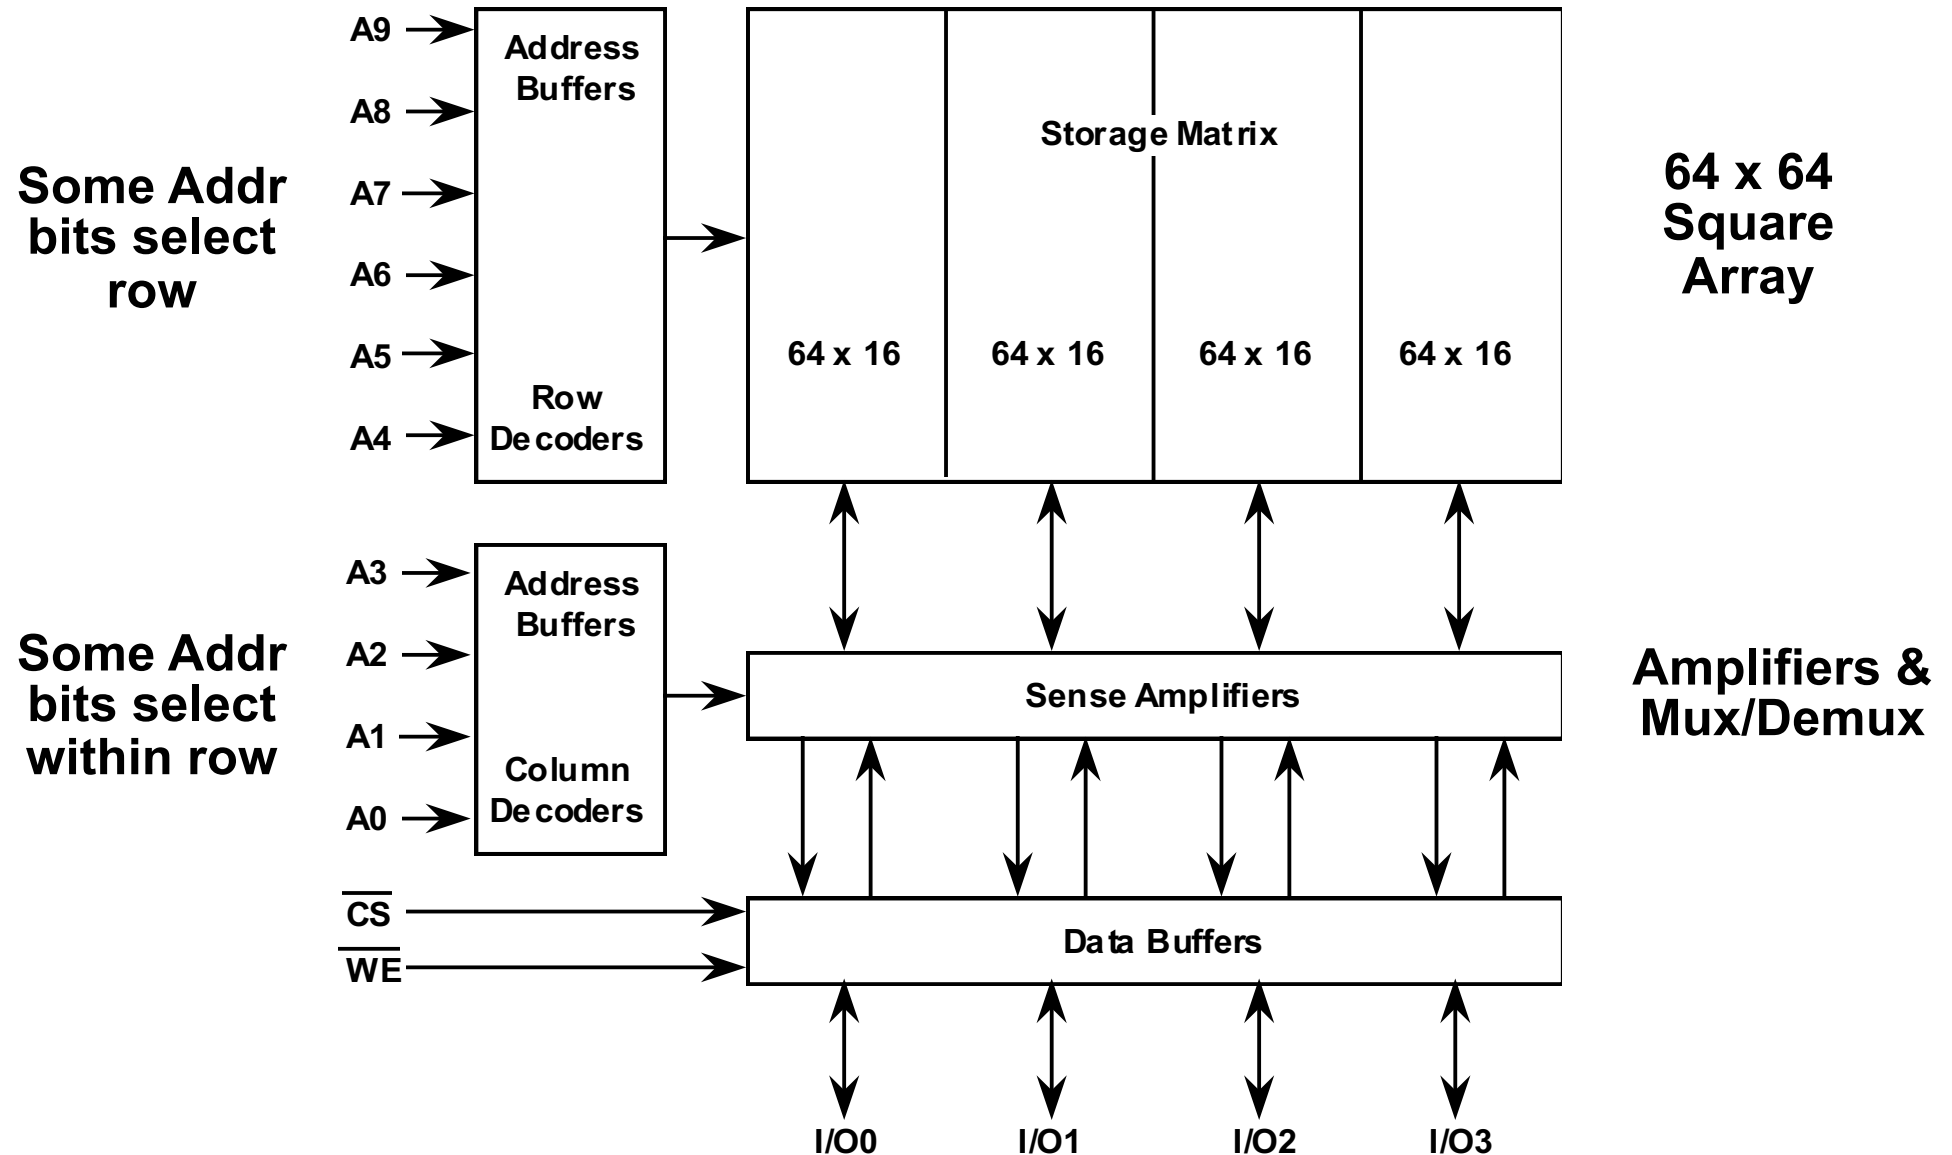 Some Addr
bits select
row
A9
A8
A7
A6
A5
A4
Address
Buffers
Row
Decoders
Storage Matrix
64 x 16
64 x 16
64 x 16
64 x 16
64 x 64
Square
Array
Some Addr
bits select
within row
A3
A2
A1
A0
Address
Buffers
Column
Decoders
Sense Amplifiers
Amplifiers &
Mux/Demux
CS
WE
Data Buffers
I/O0
I/O1
I/O2
I/O3